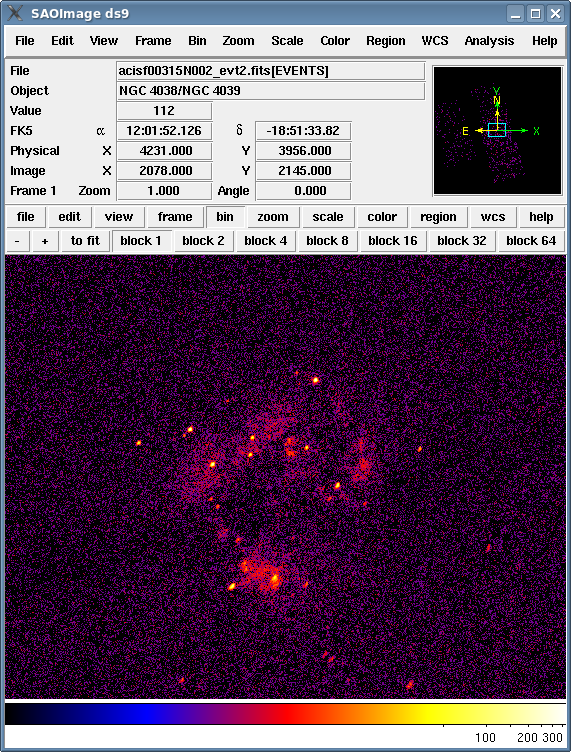 SAOImage ds9
File Edit View Frame Bin Zoom Scale Color Region WCS Analysis Help
File acisf00315N002_evt2.fits[EVENTS]
Object NGC 4038/NGC 4039
Value 112
FK5 α 12:01:52.126 δ -18:51:33.82
Physical X 4231.000 Y 3956.000
Image X 2078.000 Y 2145.000
Frame 1 Zoom 1.000 Angle 0.000
Y
N
E X
file edit view frame bin zoom scale color region wcs help
- + to fit block 1 block 2 block 4 block 8 block 16 block 32 block 64
100 200 300